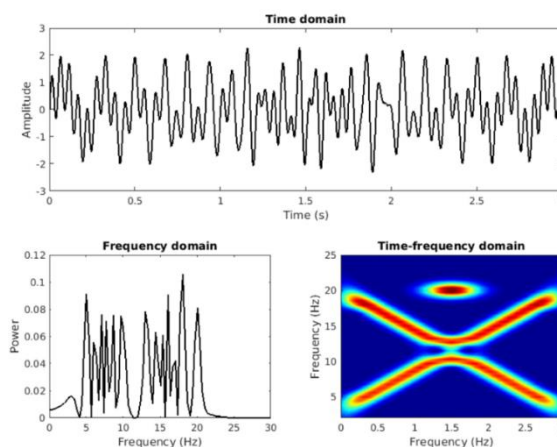 Time domain
3
2
1
0
-1
-2
-3
Amplitude
0 0.5 1 1.5 2 2.5
Time (s)
Frequency domain
0.12
0.1
0.08
0.06
0.04
0.02
0
Power
0 5 10 15 20 25 30
Frequency (Hz)
Time-frequency domain
25
20
15
10
5
Frequency (Hz)
0 0.5 1.5 2.5
Frequency (Hz)